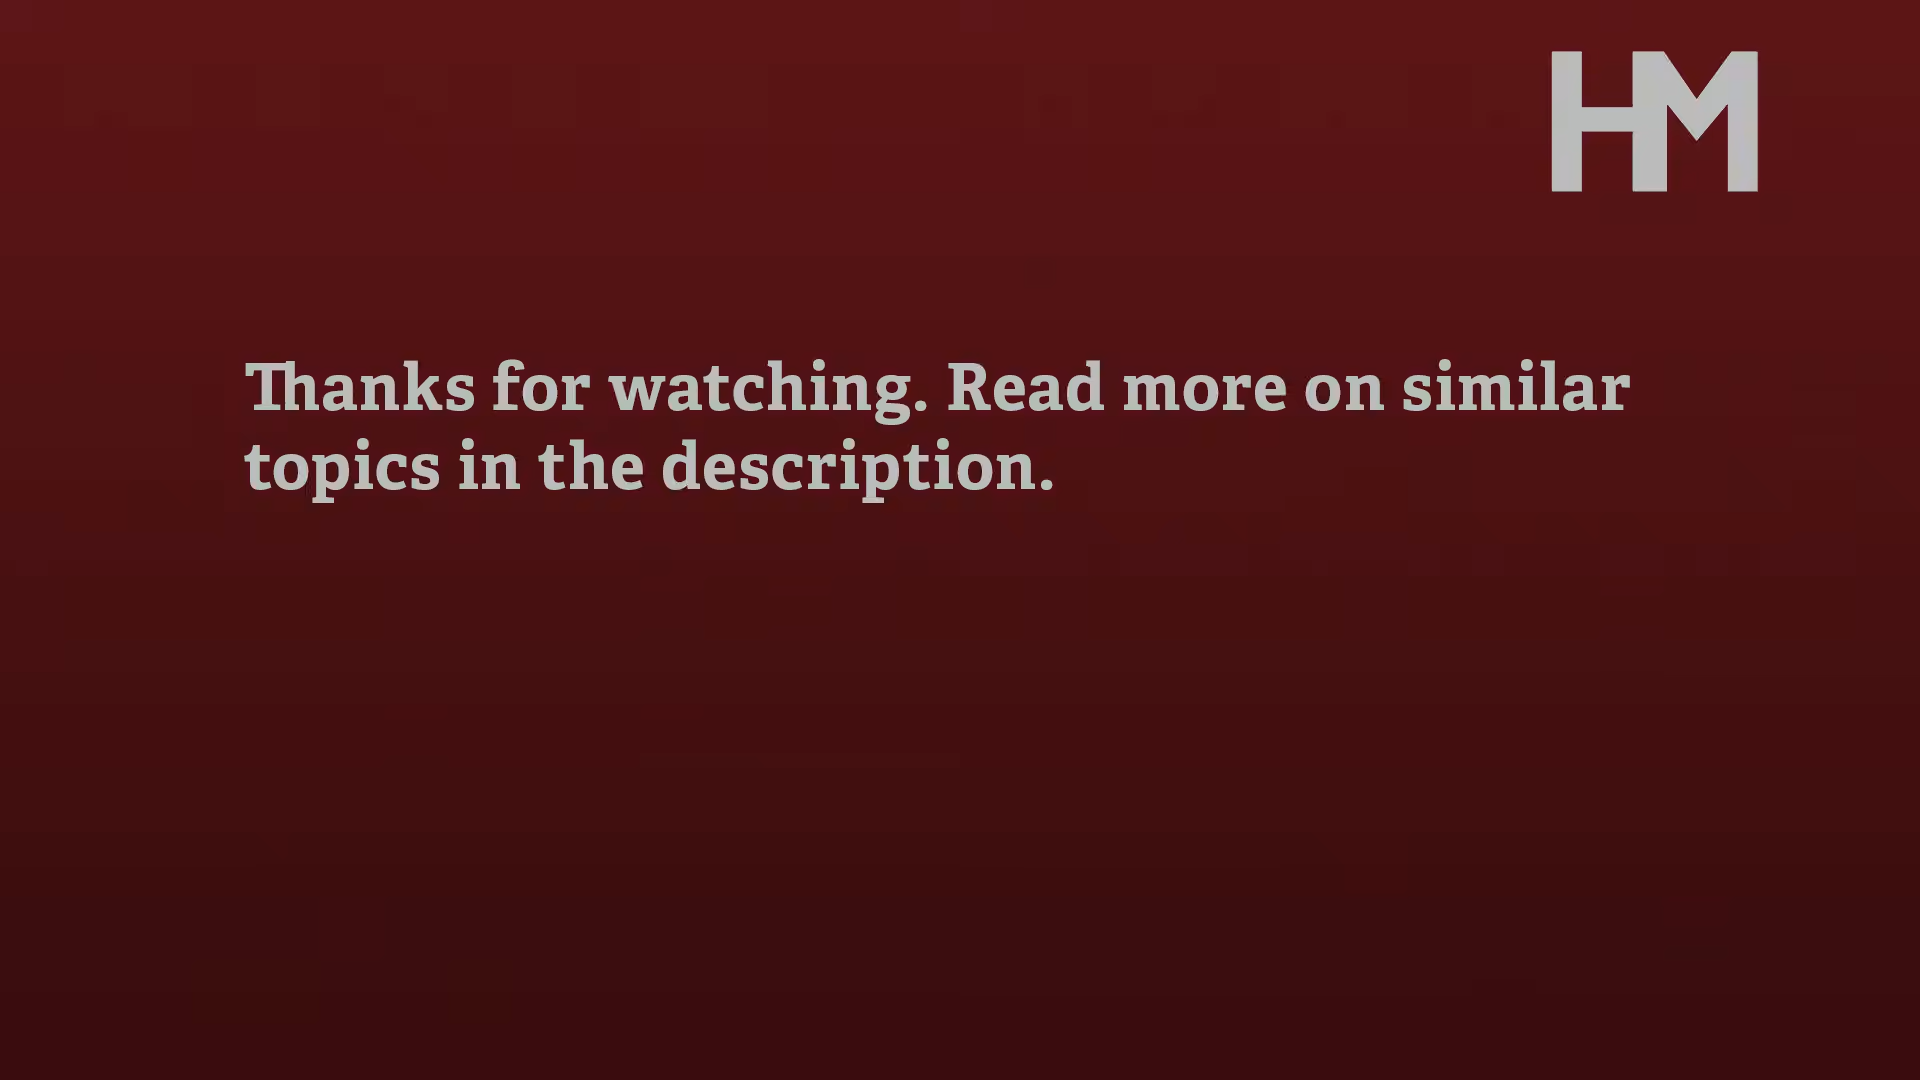 HM
Thanks for watching. Read more on similar
topics in the description.